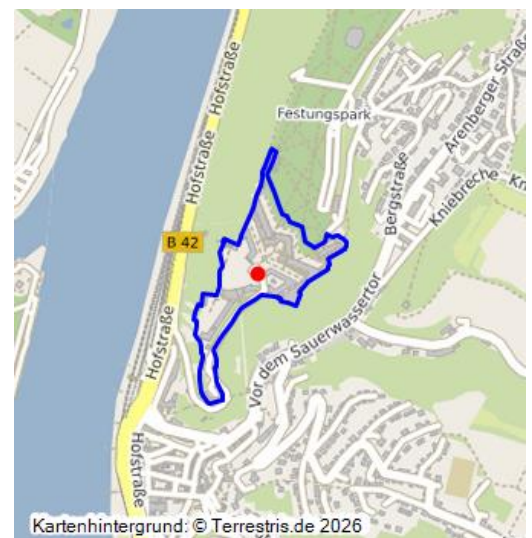 Hofstraße
Arenberger Straße
Festungspark
Hofstraße
Bergstraße
Kniebreche
Kn
B 42
Hofstraße
Vor dem Sauerwassertor
Hofstraße
Kartenhintergrund: © Terrestris.de 2026